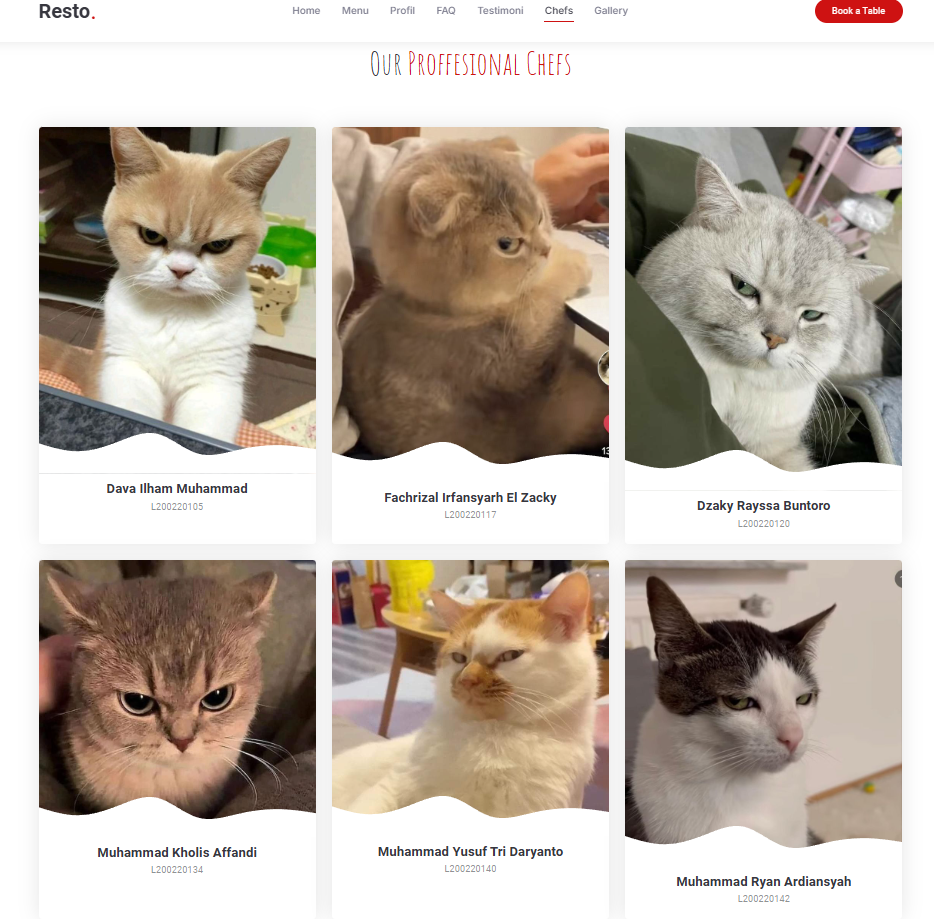 Resto.
Home Menu Profil FAQ Testimoni Chefs Gallery
Book a Table
Our Proffesional Chefs
Dava Ilham Muhammad
L200220105
Fachrizal Irfansyarh El Zacky
L200220117
Dzaky Rayssa Buntoro
L200220120
Muhammad Kholis Affandi
L200220134
Muhammad Yusuf Tri Daryanto
L200220140
Muhammad Ryan Ardiansyah
L200220142